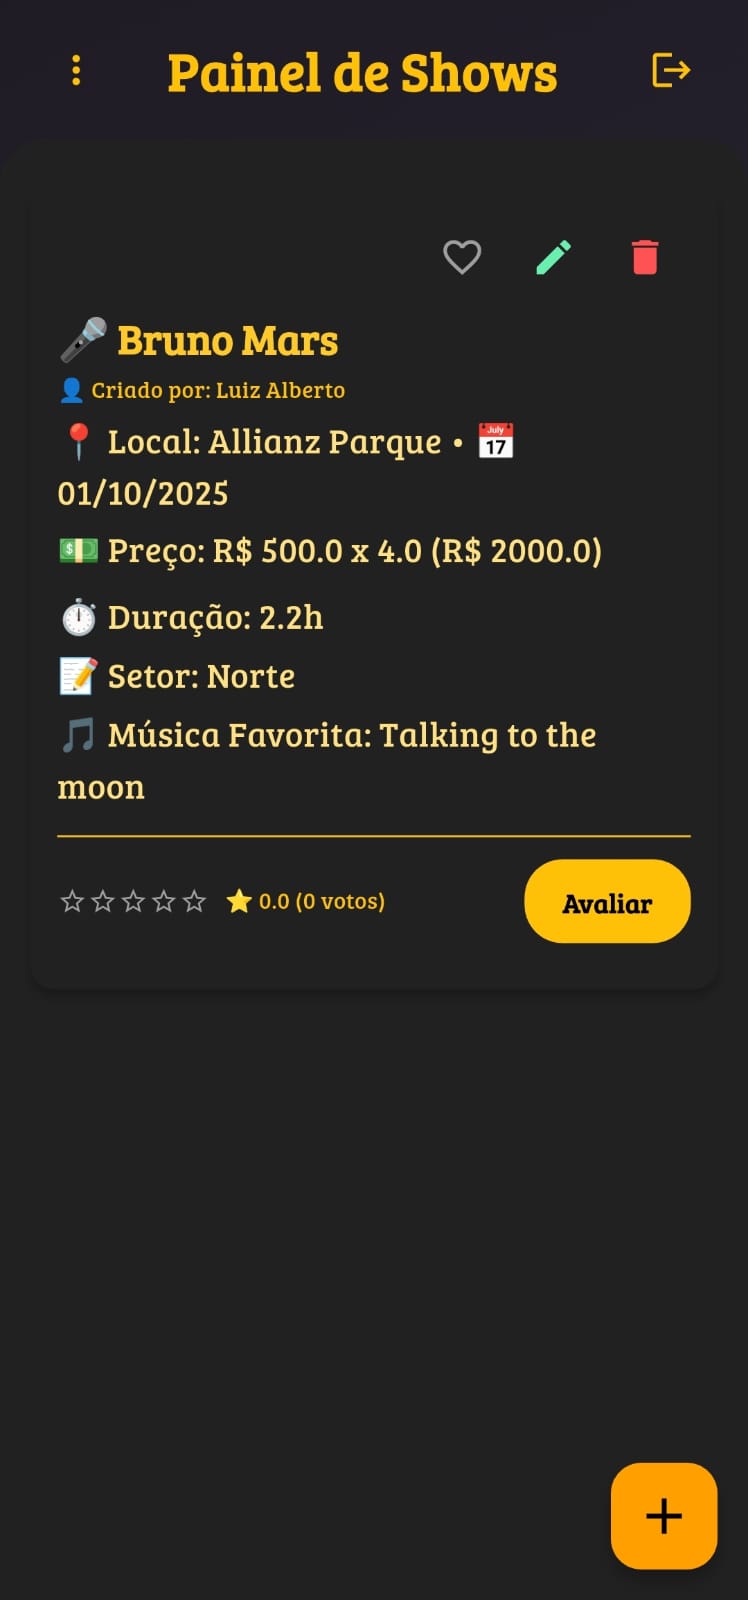 Painel de Shows
🎤 Bruno Mars
👤 Criado por: Luiz Alberto
📍 Local: Allianz Parque • 📅
01/10/2025
💵 Preço: R$ 500.0 x 4.0 (R$ 2000.0)
⏱️ Duração: 2.2h
📝 Setor: Norte
🎵 Música Favorita: Talking to the
moon
⭐ 0.0 (0 votos)
Avaliar